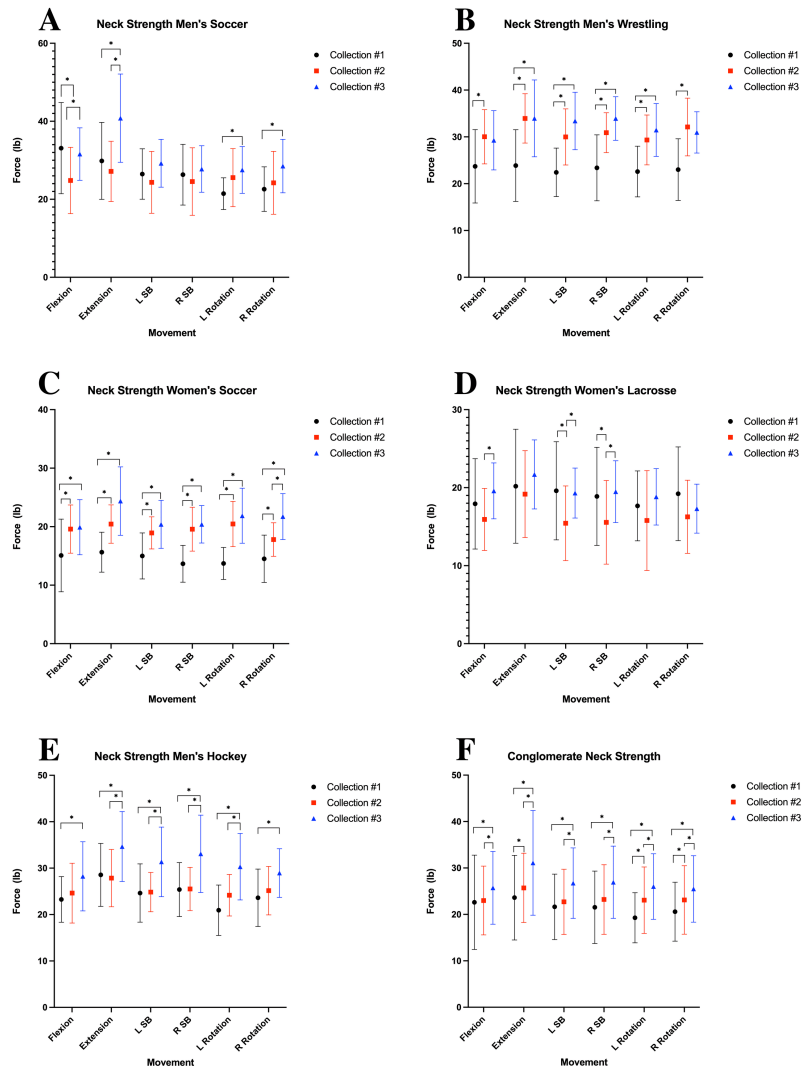 A
Neck Strength Men's Soccer
60
40
20
0
Force (lb)
* * * * * *
Collection #1
Collection #2
Collection #3
Flexion
Extension
L SB
R SB
L Rotation
R Rotation
Movement
B
Neck Strength Men's Wrestling
50
40
30
20
10
0
Force (lb)
* * * * * * * * * *
Collection #1
Collection #2
Collection #3
Flexion
Extension
L SB
R SB
L Rotation
R Rotation
Movement
C
Neck Strength Women's Soccer
40
30
20
10
0
Force (lb)
* * * * * * * * * * * * *
Collection #1
Collection #2
Collection #3
Flexion
Extension
L SB
R SB
L Rotation
R Rotation
Movement
D
Neck Strength Women's Lacrosse
30
20
10
0
Force (lb)
* * * * *
Collection #1
Collection #2
Collection #3
Flexion
Extension
L SB
R SB
L Rotation
R Rotation
Movement
E
Neck Strength Men's Hockey
50
40
30
20
10
0
Force (lb)
* * * * * * * * * *
Collection #1
Collection #2
Collection #3
Flexion
Extension
L SB
R SB
L Rotation
R Rotation
Movement
F
Conglomerate Neck Strength
50
40
30
20
10
0
Force (lb)
* * * * * * * * * * * * * * *
Collection #1
Collection #2
Collection #3
Flexion
Extension
L SB
R SB
L Rotation
R Rotation
Movement